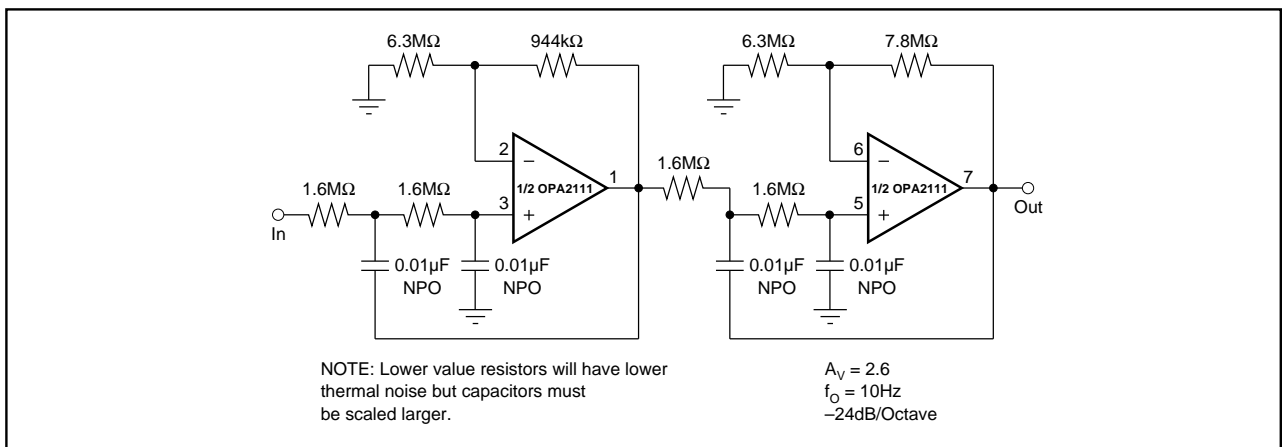 6.3MΩ 944kΩ 6.3MΩ 7.8MΩ
2 6
1.6MΩ 1.6MΩ 3 1/2 OPA2111 1 1.6MΩ 1.6MΩ 5 1/2 OPA2111 7
− + − +
In Out
0.01µF 0.01µF 0.01µF 0.01µF
NPO NPO NPO NPO
NOTE: Lower value resistors will have lower
thermal noise but capacitors must
be scaled larger.
A_V = 2.6
f_O = 10Hz
–24dB/Octave